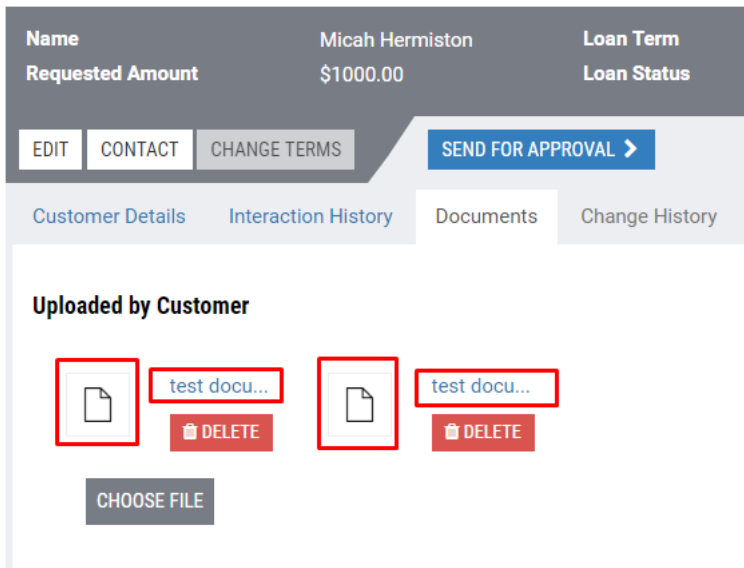 Name Micah Hermiston Loan Term
Requested Amount $1000.00 Loan Status
EDIT CONTACT CHANGE TERMS SEND FOR APPROVAL
Customer Details Interaction History Documents Change History
Uploaded by Customer
test docu... test docu...
DELETE DELETE
CHOOSE FILE